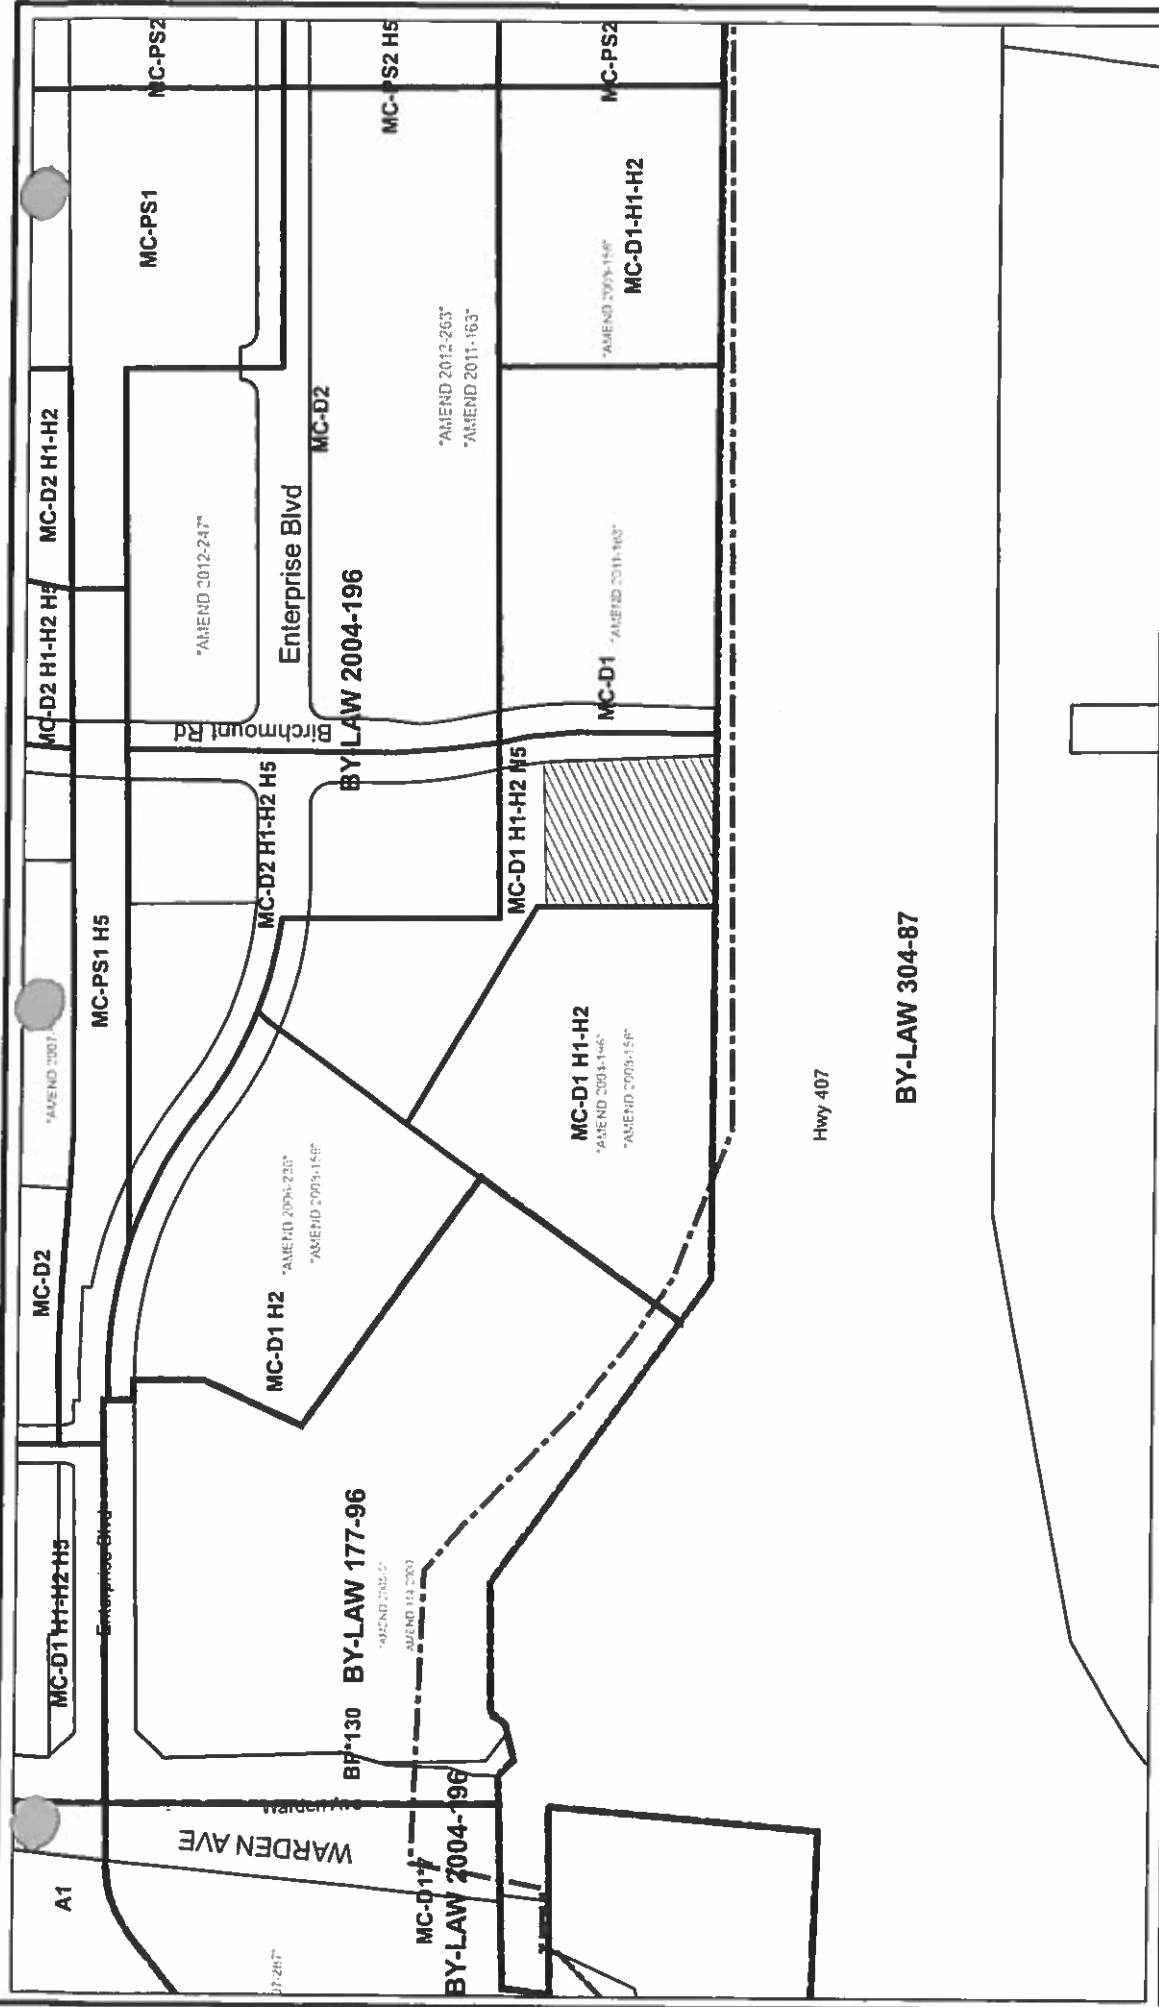 A1
WARDEN AVE
Warden Ave
MC-D1*7
BY-LAW 2004-196
BP*130
BY-LAW 177-96
MC-D1 H1-H2 H5
Enterprise Blvd
MC-D2
MC-D1 H2
MC-PS1 H5
MC-D2 H1-H2 H5
MC-D2 H1-H2
MC-D2 H1-H2 H5
MC-D1 H1-H2 H5
MC-D1 H1-H2
Birchmount Rd
BY-LAW 2004-196
Enterprise Blvd
"AMEND 2012-247"
MC-D2
MC-D1
"AMEND 2011-163"
"AMEND 2012-263"
"AMEND 2011-163"
MC-PS1
MC-D1-H1-H2
MC-PS2
MC-PS2 H5
MC-PS2
Hwy 407
BY-LAW 304-87